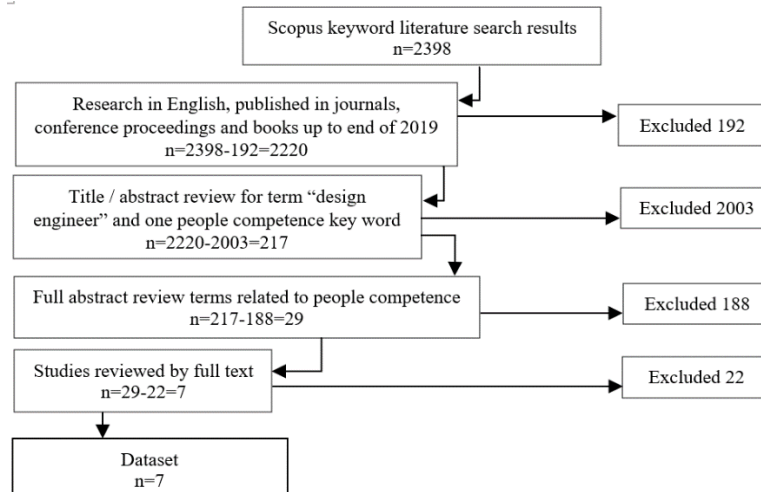 Scopus keyword literature search results
n=2398
Research in English, published in journals,
conference proceedings and books up to end of 2019
n=2398-192=2220
Excluded 192
Title / abstract review for term “design
engineer” and one people competence key word
n=2220-2003=217
Excluded 2003
Full abstract review terms related to people competence
n=217-188=29
Excluded 188
Studies reviewed by full text
n=29-22=7
Excluded 22
Dataset
n=7